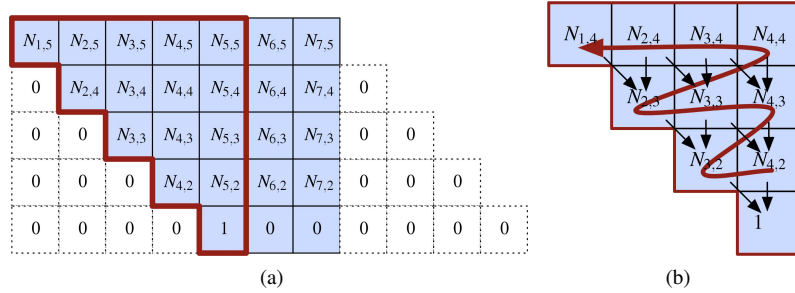 N1,5 N2,5 N3,5 N4,5 N5,5 N6,5 N7,5
0 N2,4 N3,4 N4,4 N5,4 N6,4 N7,4 0
0 0 N3,3 N4,3 N5,3 N6,3 N7,3 0 0
0 0 0 N4,2 N5,2 N6,2 N7,2 0 0 0
0 0 0 0 1 0 0 0 0 0 0
(a)
N1,4 N2,4 N3,4 N4,4
N2,3 N3,3 N4,3
N3,2 N4,2
1
(b)